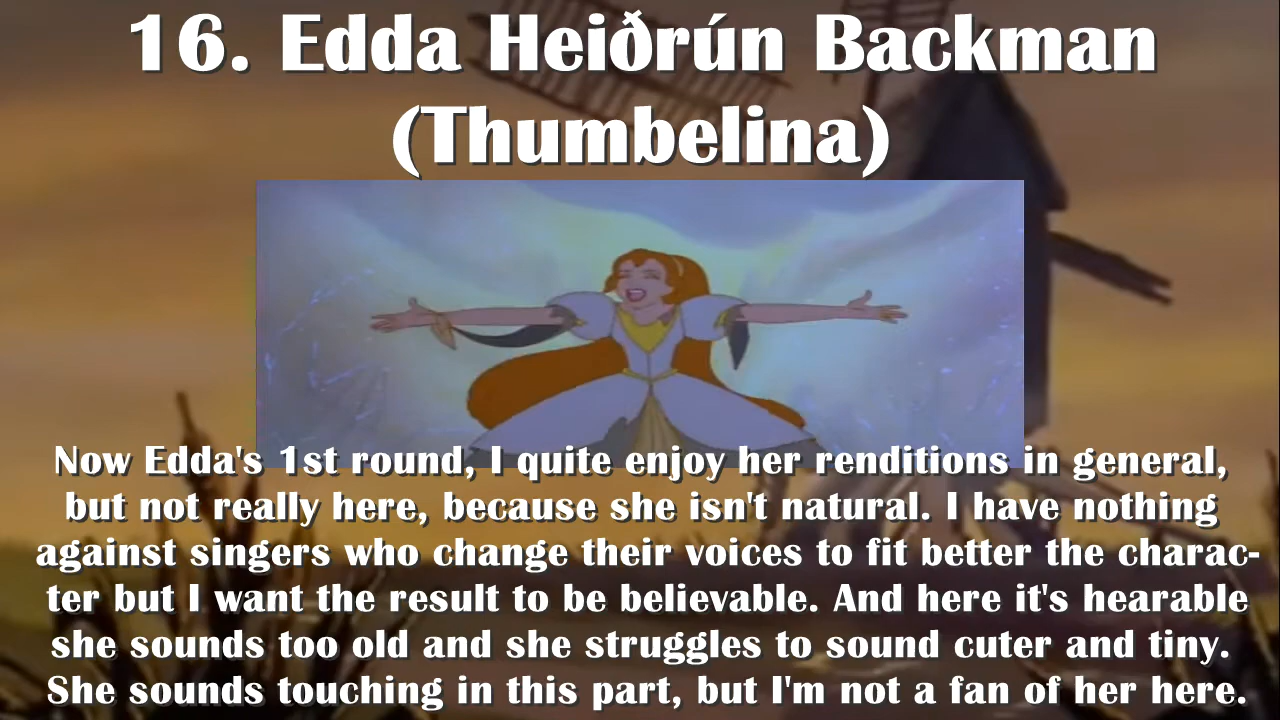 16. Edda Heiðrún Backman
(Thumbelina)
Now Edda's 1st round, I quite enjoy her renditions in general,
but not really here, because she isn't natural. I have nothing
against singers who change their voices to fit better the charac-
ter but I want the result to be believable. And here it's hearable
she sounds too old and she struggles to sound cuter and tiny.
She sounds touching in this part, but I'm not a fan of her here.